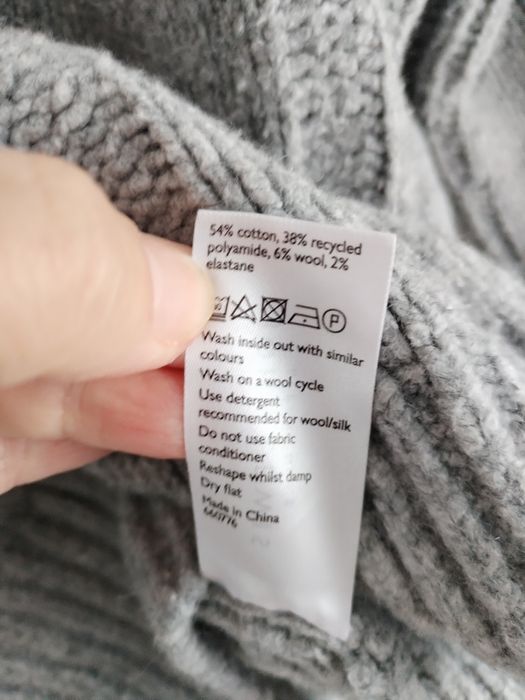 54% cotton, 38% recycled
polyamide, 6% wool, 2%
elastane
P
Wash inside out with similar
colours
Wash on a wool cycle
Use detergent
recommended for wool/silk
Do not use fabric
conditioner
Reshape whilst damp
Dry flat
Made in China
660776